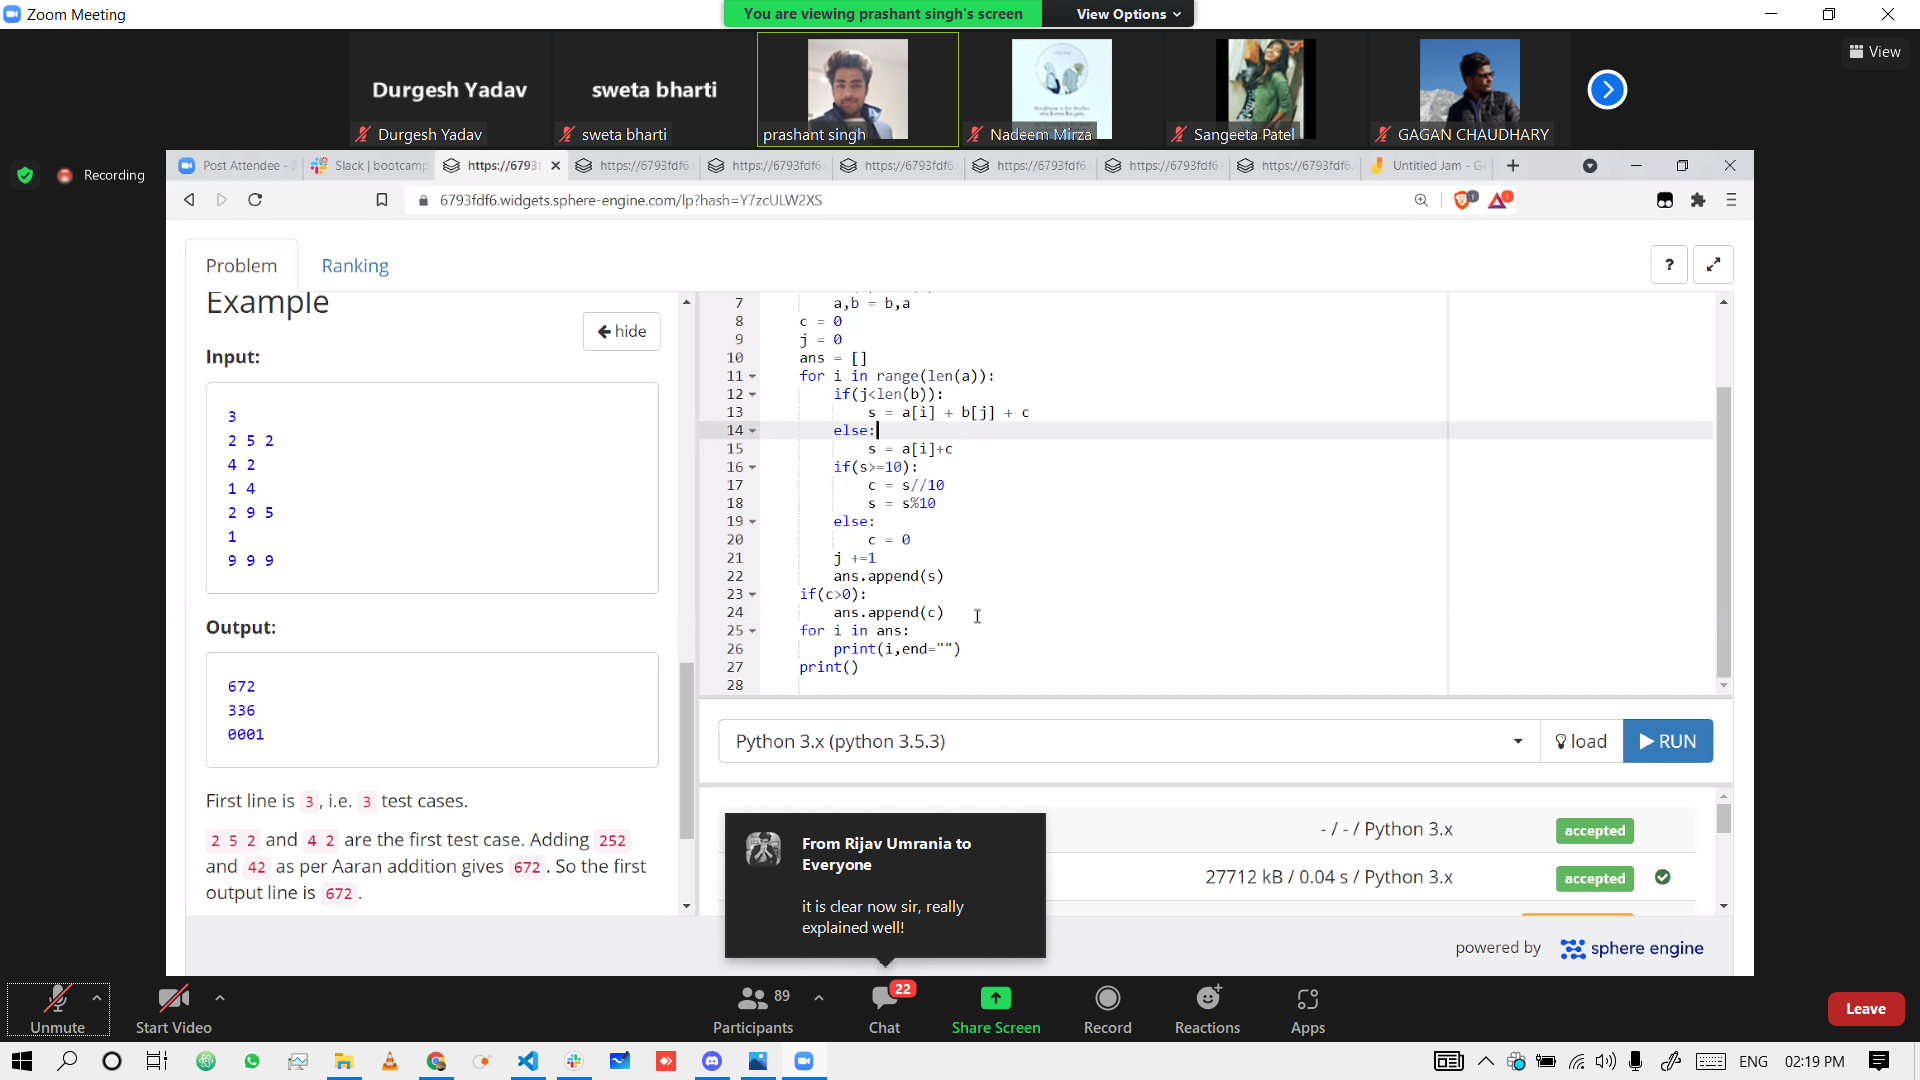 Zoom Meeting
You are viewing prashant singh's screen
View Options
Durgesh Yadav
Durgesh Yadav
sweta bharti
sweta bharti
prashant singh
Nadeem Mirza
Sangeeta Patel
GAGAN CHAUDHARY
View
Recording
Post Attendee - Z
Slack | bootcamp
https://6793f
https://6793fdf6.
https://6793fdf6.
https://6793fdf6.
https://6793fdf6.
https://6793fdf6.
https://6793fdf6.
Untitled Jam - G
6793fdf6.widgets.sphere-engine.com/lp?hash=Y7zcULW2XS
1
1
Problem
Ranking
?
Example
hide
Input:
3
2 5 2
4 2
1 4
2 9 5
1
9 9 9
Output:
672
336
0001
First line is 3, i.e. 3 test cases.
2 5 2 and 4 2 are the first test case. Adding 252
and 42 as per Aaran addition gives 672. So the first
output line is 672.
7 a,b = b,a
8 c = 0
9 j = 0
10 ans = []
11 for i in range(len(a)):
12 if(j<len(b)):
13 s = a[i] + b[j] + c
14 else:
15 s = a[i]+c
16 if(s>=10):
17 c = s//10
18 s = s%10
19 else:
20 c = 0
21 j +=1
22 ans.append(s)
23 if(c>0):
24 ans.append(c)
25 for i in ans:
26 print(i,end="")
27 print()
28
Python 3.x (python 3.5.3)
load
RUN
- / - / Python 3.x
accepted
27712 kB / 0.04 s / Python 3.x
accepted
From Rijav Umrania to
Everyone
it is clear now sir, really
explained well!
powered by
sphere engine
Unmute
Start Video
89
Participants
22
Chat
Share Screen
Record
Reactions
Apps
Leave
ENG
02:19 PM